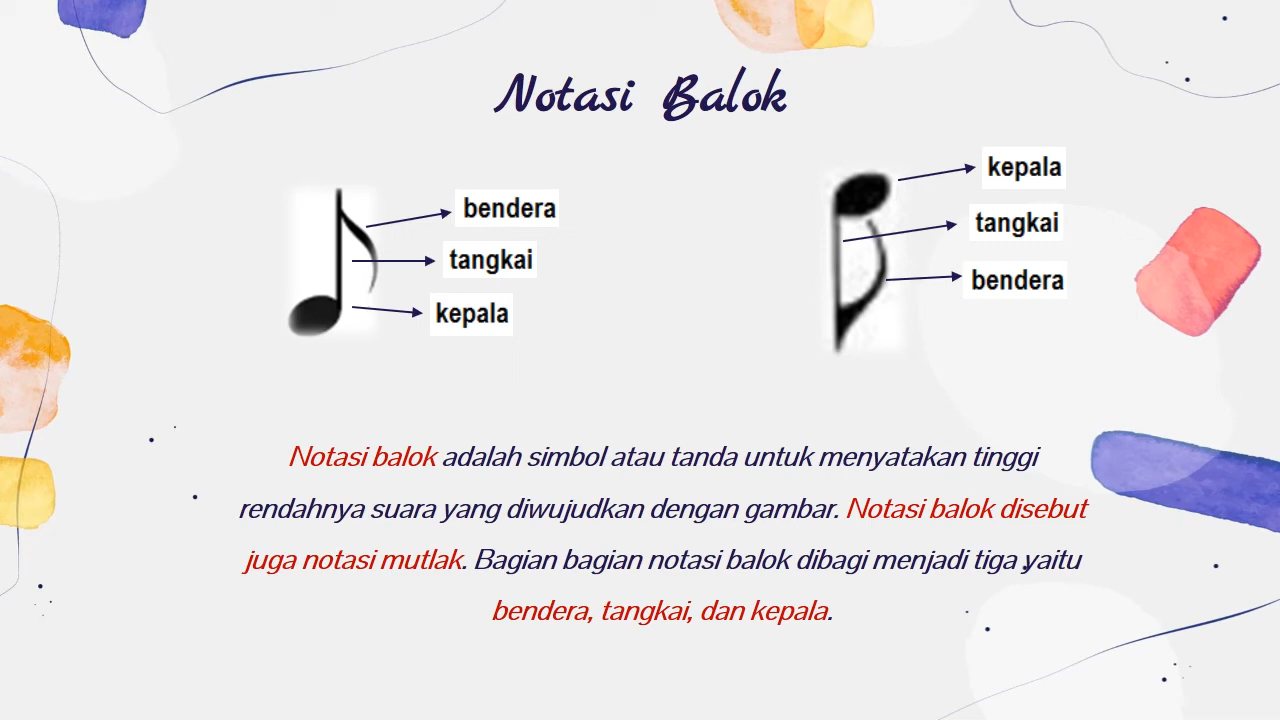 Notasi Balok
bendera
tangkai
kepala
kepala
tangkai
bendera
Notasi balok adalah simbol atau tanda untuk menyatakan tinggi
rendahnya suara yang diwujudkan dengan gambar. Notasi balok disebut
juga notasi mutlak. Bagian bagian notasi balok dibagi menjadi tiga yaitu
bendera, tangkai, dan kepala.